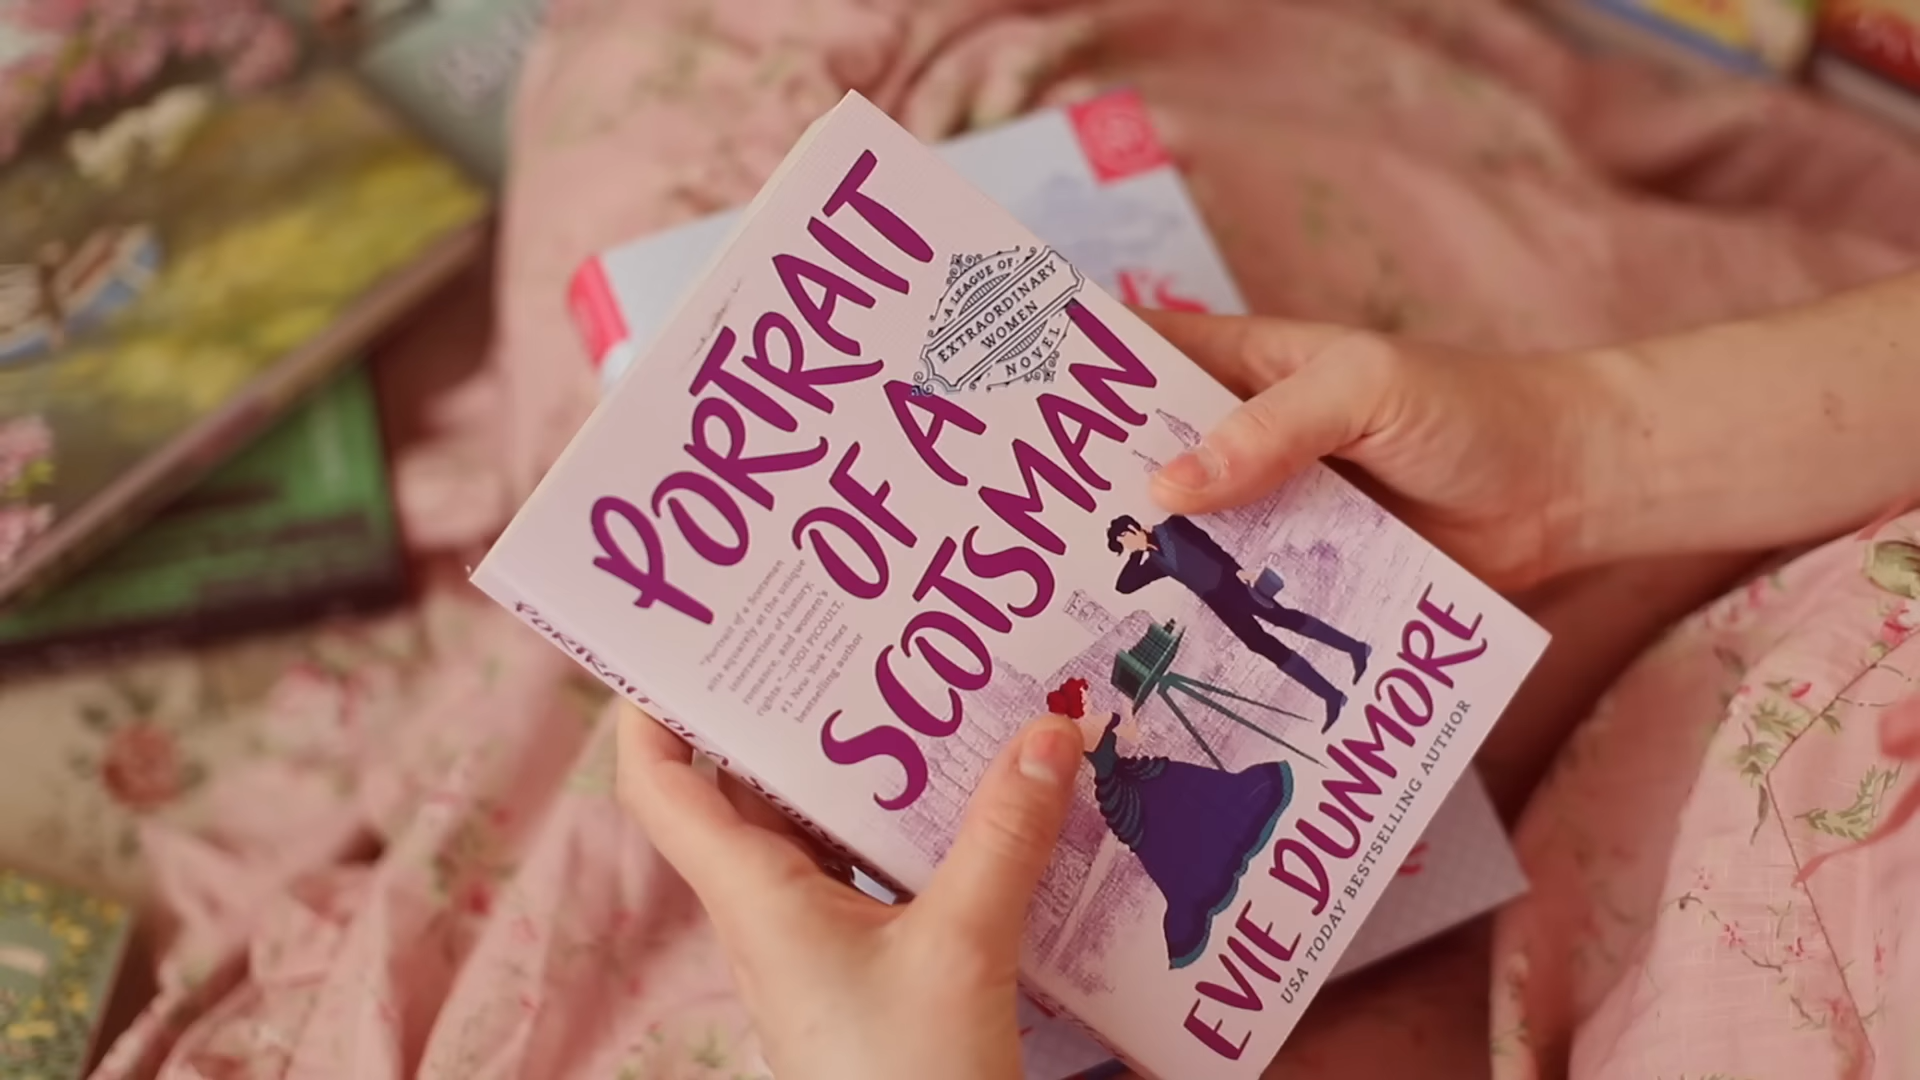 PORTRAIT
OF A
SCOTSMAN
A LEAGUE OF
EXTRAORDINARY
WOMEN
NOVEL
"Portrait of a Scotsman
sits squarely at the unique
intersection of history,
romance, and women's
rights."—JODI PICOULT,
#1 New York Times
bestselling author
EVIE DUNMORE
USA TODAY BESTSELLING AUTHOR
PORTRAIT OF A SCOTSMAN